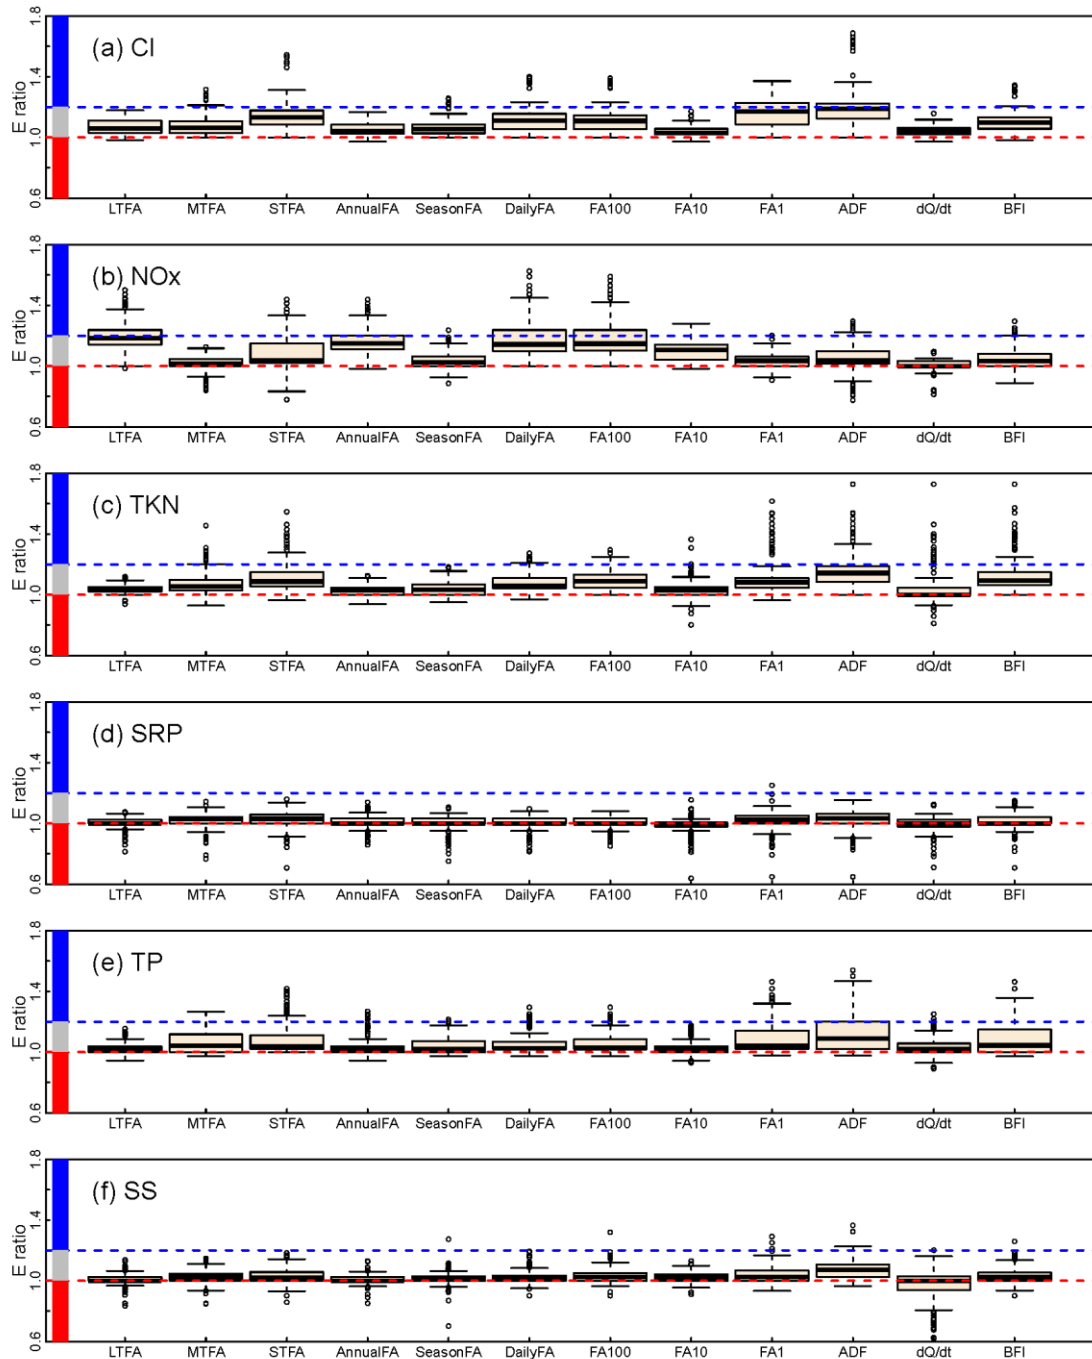 1.8
(a) Cl
1.4
E ratio
1.0
0.6
LTFA MTFA STFA AnnualFA SeasonFA DailyFA FA100 FA10 FA1 ADF dQ/dt BFI
1.8
(b) NOx
1.4
E ratio
1.0
0.6
LTFA MTFA STFA AnnualFA SeasonFA DailyFA FA100 FA10 FA1 ADF dQ/dt BFI
1.8
(c) TKN
1.4
E ratio
1.0
0.6
LTFA MTFA STFA AnnualFA SeasonFA DailyFA FA100 FA10 FA1 ADF dQ/dt BFI
1.8
(d) SRP
1.4
E ratio
1.0
0.6
LTFA MTFA STFA AnnualFA SeasonFA DailyFA FA100 FA10 FA1 ADF dQ/dt BFI
1.8
(e) TP
1.4
E ratio
1.0
0.6
LTFA MTFA STFA AnnualFA SeasonFA DailyFA FA100 FA10 FA1 ADF dQ/dt BFI
1.8
(f) SS
1.4
E ratio
1.0
0.6
LTFA MTFA STFA AnnualFA SeasonFA DailyFA FA100 FA10 FA1 ADF dQ/dt BFI